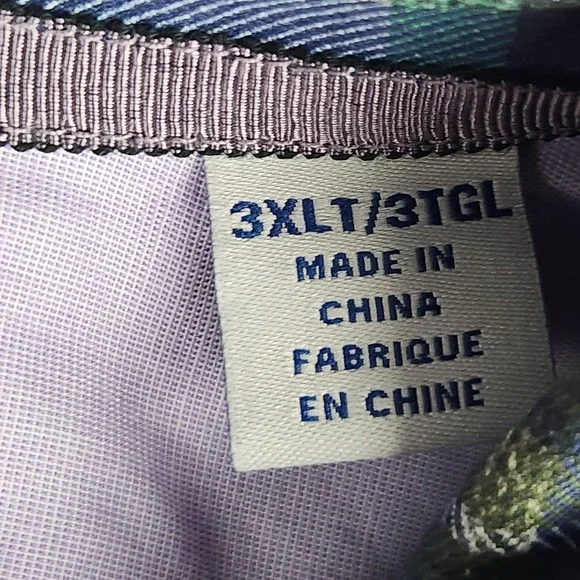 3XLT/3TGL
MADE IN
CHINA
FABRIQUE
EN CHINE